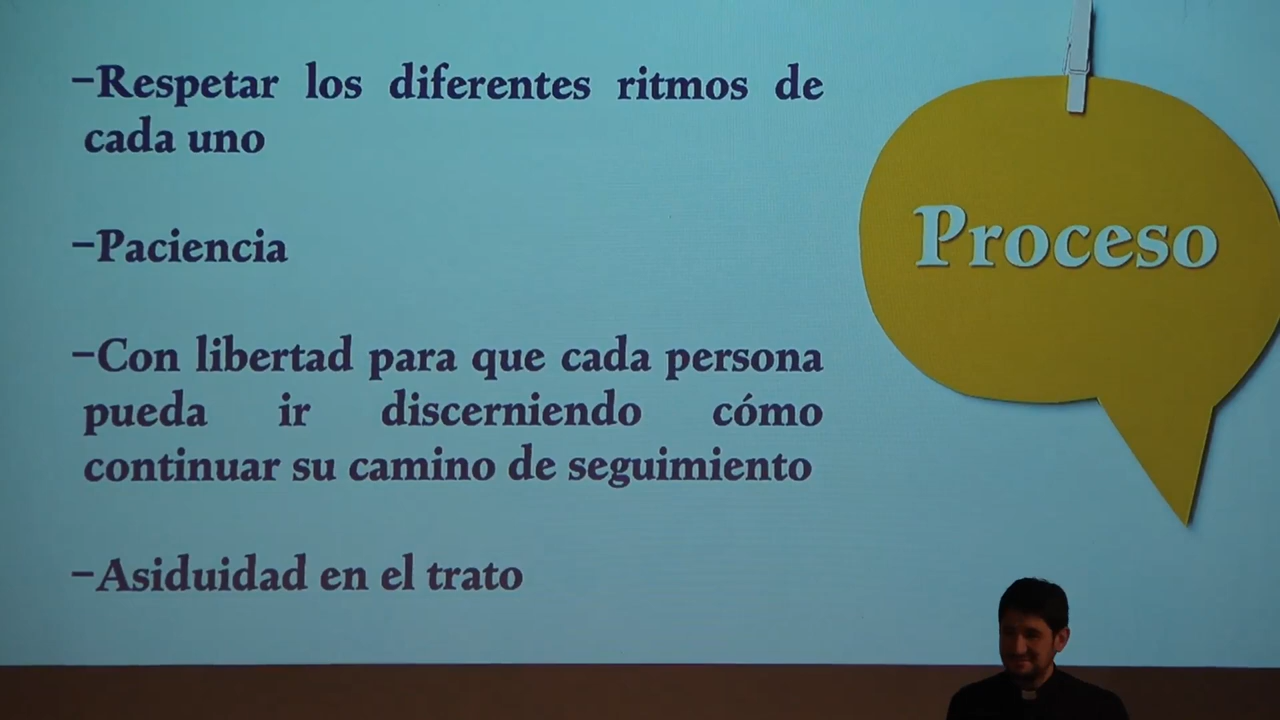 –Respetar los diferentes ritmos de
cada uno
–Paciencia
–Con libertad para que cada persona
pueda ir discerniendo cómo
continuar su camino de seguimiento
–Asiduidad en el trato
Proceso